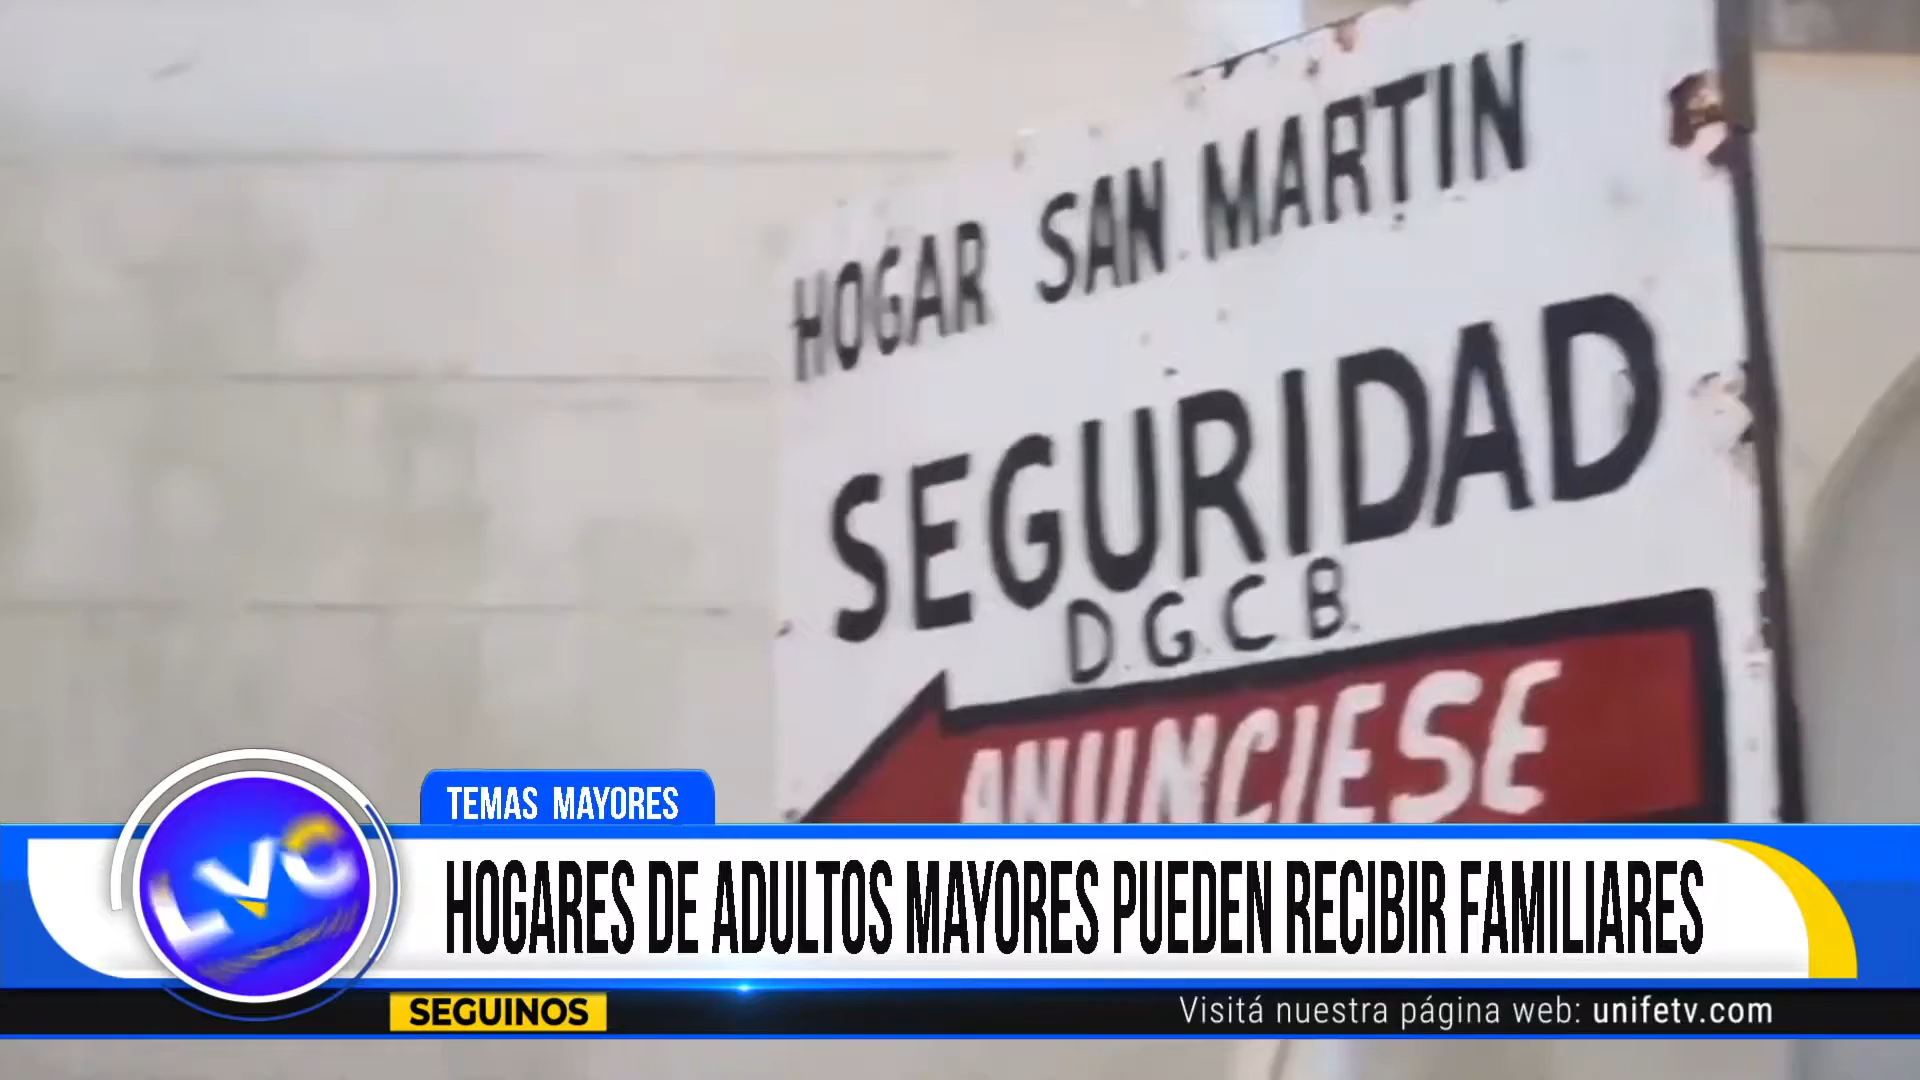 HOGAR SAN MARTIN
SEGURIDAD
D.G.C.B.
ANUNCIESE
TEMAS MAYORES
LVC
HOGARES DE ADULTOS MAYORES PUEDEN RECIBIR FAMILIARES
SEGUINOS
Visitá nuestra página web: unifetv.com